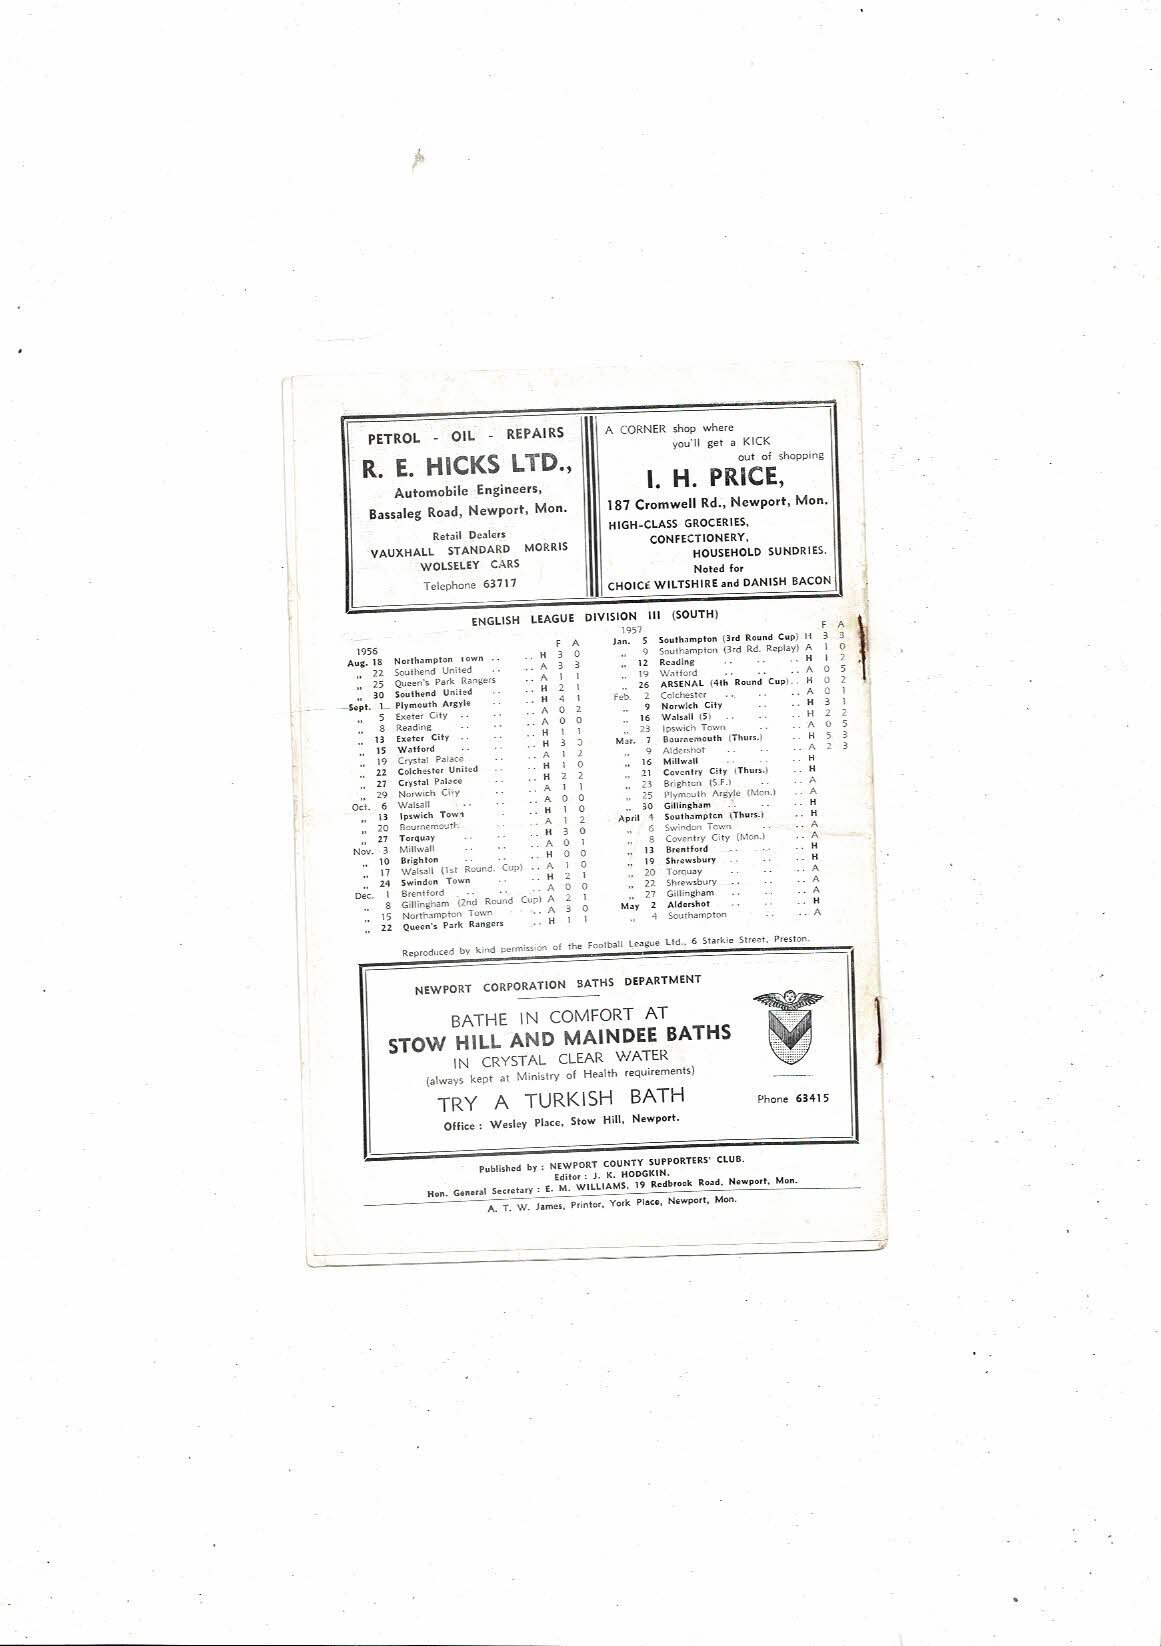 PETROL - OIL - REPAIRS
R. E. HICKS LTD.,
Automobile Engineers,
Bassaleg Road, Newport, Mon.
Retail Dealers
VAUXHALL STANDARD MORRIS
WOLSELEY CARS
Telephone 63717
A CORNER shop where
you'll get a KICK
out of shopping
I. H. PRICE,
187 Cromwell Rd., Newport, Mon.
HIGH-CLASS GROCERIES,
CONFECTIONERY,
HOUSEHOLD SUNDRIES.
Noted for
CHOICE WILTSHIRE and DANISH BACON
ENGLISH LEAGUE DIVISION III (SOUTH)
1956 F A
Aug. 18 Northampton Town .. .. H 3 0
„ 22 Southend United .. .. A 3 3
„ 25 Queen's Park Rangers .. A 1 1
„ 30 Southend United .. .. H 2 1
Sept. 1 Plymouth Argyle .. .. H 4 1
„ 5 Exeter City .. .. .. A 0 2
„ 8 Reading .. .. .. A 0 0
„ 13 Exeter City .. .. .. H 1 1
„ 15 Watford .. .. .. H 3 0
„ 19 Crystal Palace .. .. A 1 2
„ 22 Colchester United .. .. H 1 0
„ 27 Crystal Palace .. .. H 2 2
„ 29 Norwich City .. .. A 1 1
Oct. 6 Walsall .. .. .. A 0 0
„ 13 Ipswich Town .. .. H 1 0
„ 20 Bournemouth .. .. A 1 2
„ 27 Torquay .. .. .. H 3 0
Nov. 3 Millwall .. .. .. A 0 1
„ 10 Brighton .. .. .. H 0 0
„ 17 Walsall (1st Round. Cup) .. A 1 0
„ 24 Swindon Town .. .. H 2 1
Dec. 1 Brentford .. .. .. A 0 0
„ 8 Gillingham (2nd Round Cup) A 2 1
„ 15 Northampton Town .. A 3 0
„ 22 Queen's Park Rangers .. H 1 1
1957 F A
Jan. 5 Southampton (3rd Round Cup) H 3 3
„ 9 Southampton (3rd Rd. Replay) A 1 0
„ 12 Reading .. .. .. H 1 2
„ 19 Watford .. .. .. A 0 5
„ 26 ARSENAL (4th Round Cup) .. H 0 2
Feb. 2 Colchester .. .. .. A 0 1
„ 9 Norwich City .. .. H 3 1
„ 16 Walsall (5) .. .. .. H 2 2
„ 23 Ipswich Town .. .. A 0 5
Mar. 7 Bournemouth (Thurs.) .. H 5 3
„ 9 Aldershot .. .. .. A 2 3
„ 16 Millwall .. .. .. H
„ 21 Coventry City (Thurs.) .. H
„ 23 Brighton (S.F.) .. .. A
„ 25 Plymouth Argyle (Mon.) .. A
„ 30 Gillingham .. .. .. H
April 4 Southampton (Thurs.) .. H
„ 6 Swindon Town .. .. A
„ 8 Coventry City (Mon.) .. A
„ 13 Brentford .. .. .. H
„ 19 Shrewsbury .. .. .. H
„ 20 Torquay .. .. .. A
„ 22 Shrewsbury .. .. .. A
„ 27 Gillingham .. .. .. A
May 2 Aldershot .. .. .. H
„ 4 Southampton .. .. A
Reproduced by kind permission of the Football League Ltd., 6 Starkie Street, Preston.
NEWPORT CORPORATION BATHS DEPARTMENT
BATHE IN COMFORT AT
STOW HILL AND MAINDEE BATHS
IN CRYSTAL CLEAR WATER
(always kept at Ministry of Health requirements)
TRY A TURKISH BATH
Phone 63415
Office : Wesley Place, Stow Hill, Newport.
Published by : NEWPORT COUNTY SUPPORTERS' CLUB.
Editor : J. K. HODGKIN.
Hon. General Secretary : E. M. WILLIAMS, 19 Redbrook Road, Newport, Mon.
A. T. W. James, Printer, York Place, Newport, Mon.